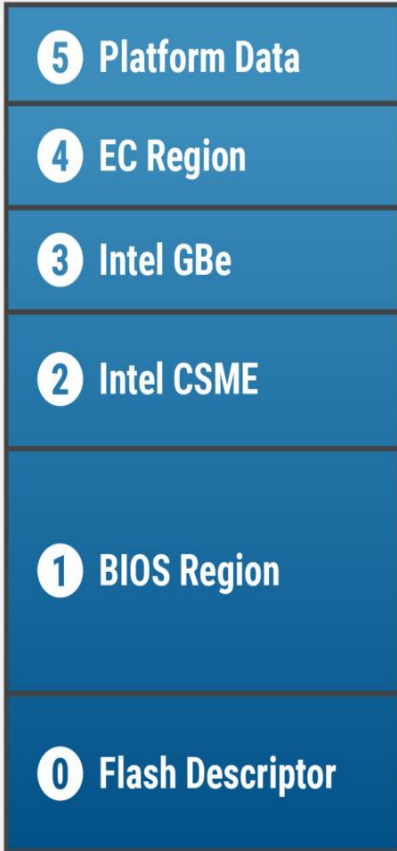 5 Platform Data
4 EC Region
3 Intel GBe
2 Intel CSME
1 BIOS Region
0 Flash Descriptor